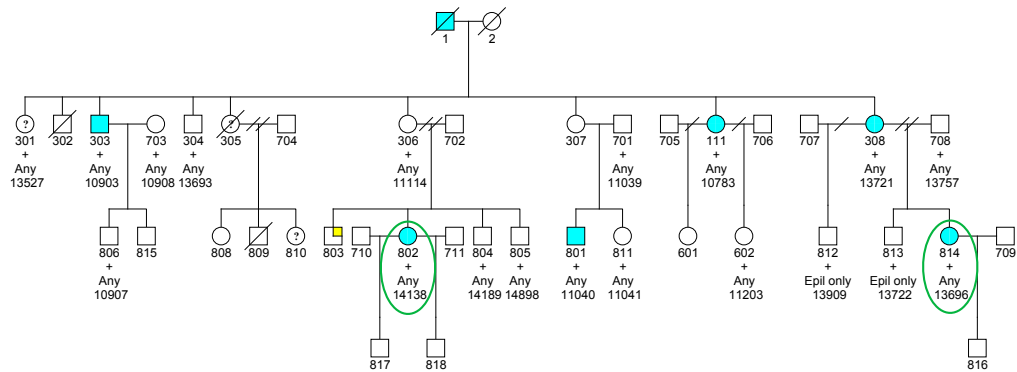 1 2
? ?
301 302 303 703 304 305 704 306 702 307 701 705 111 706 707 308 708
+ + + + + + + + +
Any Any Any Any Any Any Any Any Any
13527 10903 10908 13693 11114 11039 10783 13721 13757
?
806 815 808 809 810 803 710 802 711 804 805 801 811 601 602 812 813 814 709
+ + + + + + + + + +
Any Any Any Any Any Any Any Epil only Epil only Any
10907 14138 14189 14898 11040 11041 11203 13909 13722 13696
817 818 816